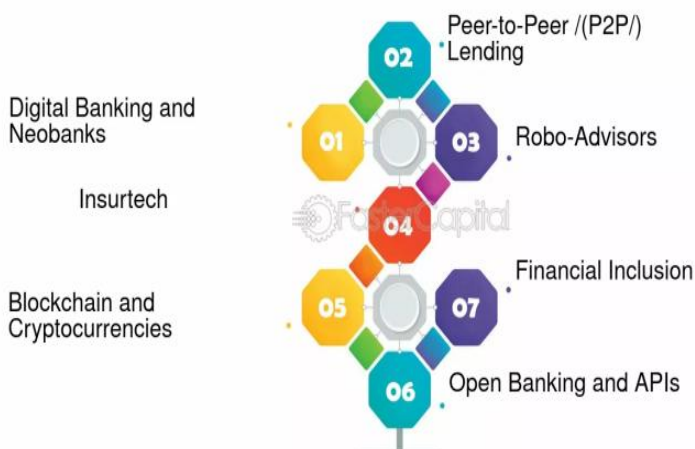 Peer-to-Peer /(P2P/)
Lending
02
Digital Banking and
Neobanks
01
03
Robo-Advisors
Insurtech
04
FasterCapital
Financial Inclusion
Blockchain and
Cryptocurrencies
05
07
06
Open Banking and APIs